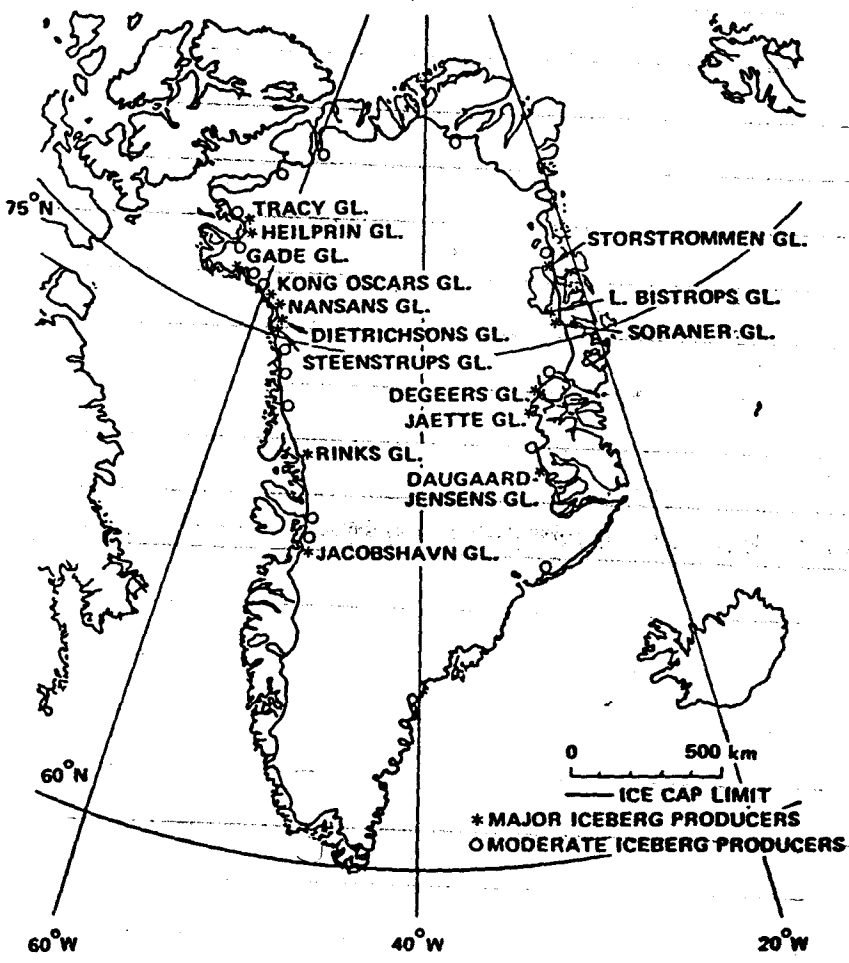 75°N
TRACY GL.
HEILPRIN GL.
GADE GL.
KONG OSCARS GL.
NANSANS GL.
DIETRICHSONS GL.
STEENSTRUPS GL.
STORSTROMMEN GL.
L. BISTROPS GL.
SORANER GL.
DEGEERS GL.
JAETTE GL.
RINKS GL.
DAUGAARD-
JENSENS GL.
JACOBSHAVN GL.
0 500 km
ICE CAP LIMIT
* MAJOR ICEBERG PRODUCERS
O MODERATE ICEBERG PRODUCERS
60°N
60°W 40°W 20°W